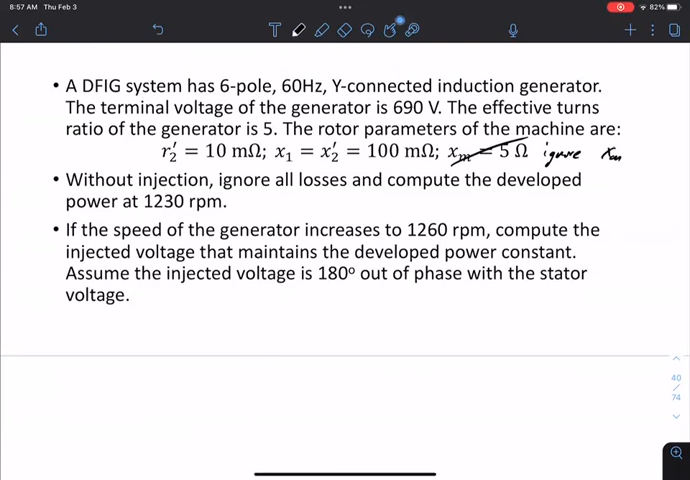 8:57 AM Thu Feb 3
82%
• A DFIG system has 6-pole, 60Hz, Y-connected induction generator.
The terminal voltage of the generator is 690 V. The effective turns
ratio of the generator is 5. The rotor parameters of the machine are:
r₂′ = 10 mΩ; x₁ = x₂′ = 100 mΩ; xₘ = 5 Ω ignore xₘ
• Without injection, ignore all losses and compute the developed
power at 1230 rpm.
• If the speed of the generator increases to 1260 rpm, compute the
injected voltage that maintains the developed power constant.
Assume the injected voltage is 180° out of phase with the stator
voltage.
40
/
74